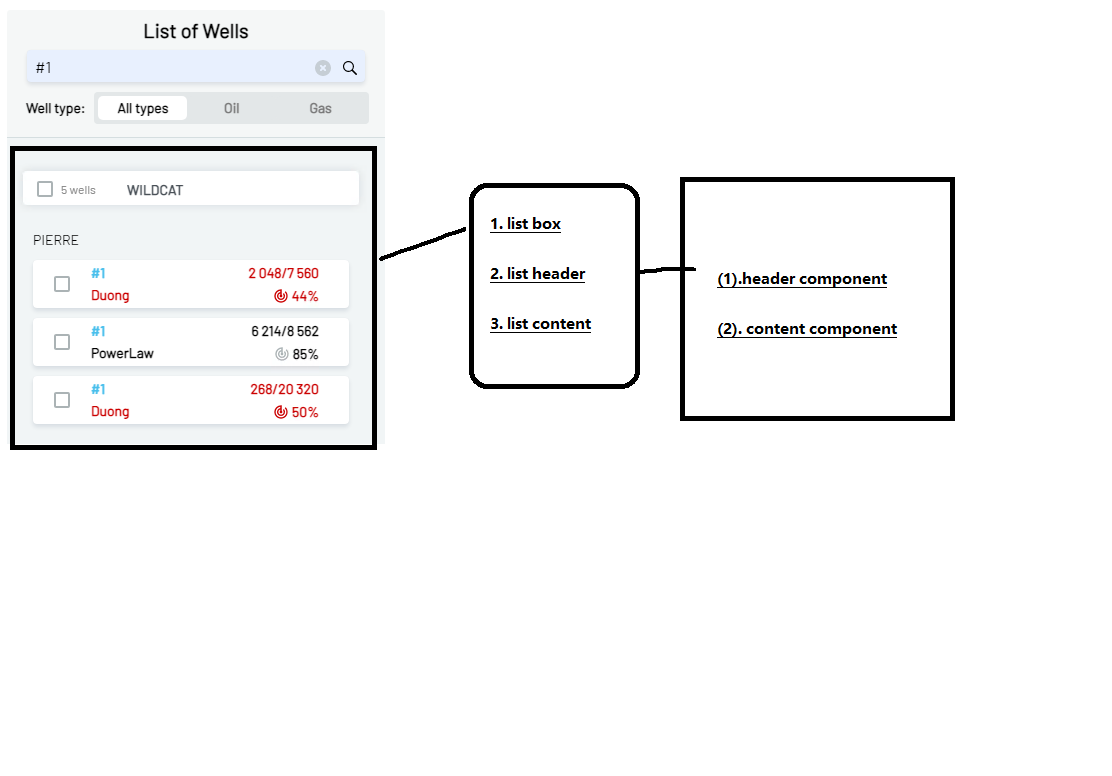 List of Wells
#1
Well type: All types Oil Gas
5 wells WILDCAT
PIERRE
#1 2 048/7 560
Duong 44%
#1 6 214/8 562
PowerLaw 85%
#1 268/20 320
Duong 50%
1. list box
2. list header
3. list content
(1).header component
(2). content component